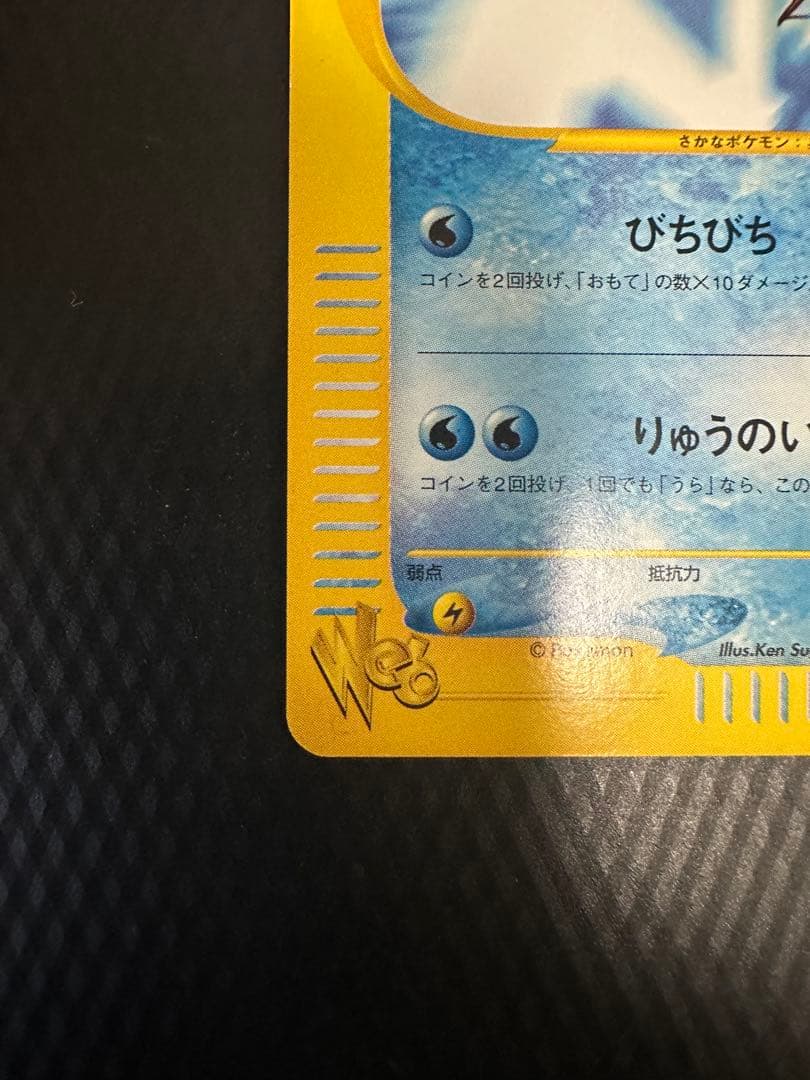 さかなポケモン：
びちびち
コインを2回投げ、「おもて」の数×10ダメージ。
りゅうのい
コインを2回投げ、1回でも「うら」なら、この
弱点
抵抗力
© Pokémon
Illus.Ken Su
Web